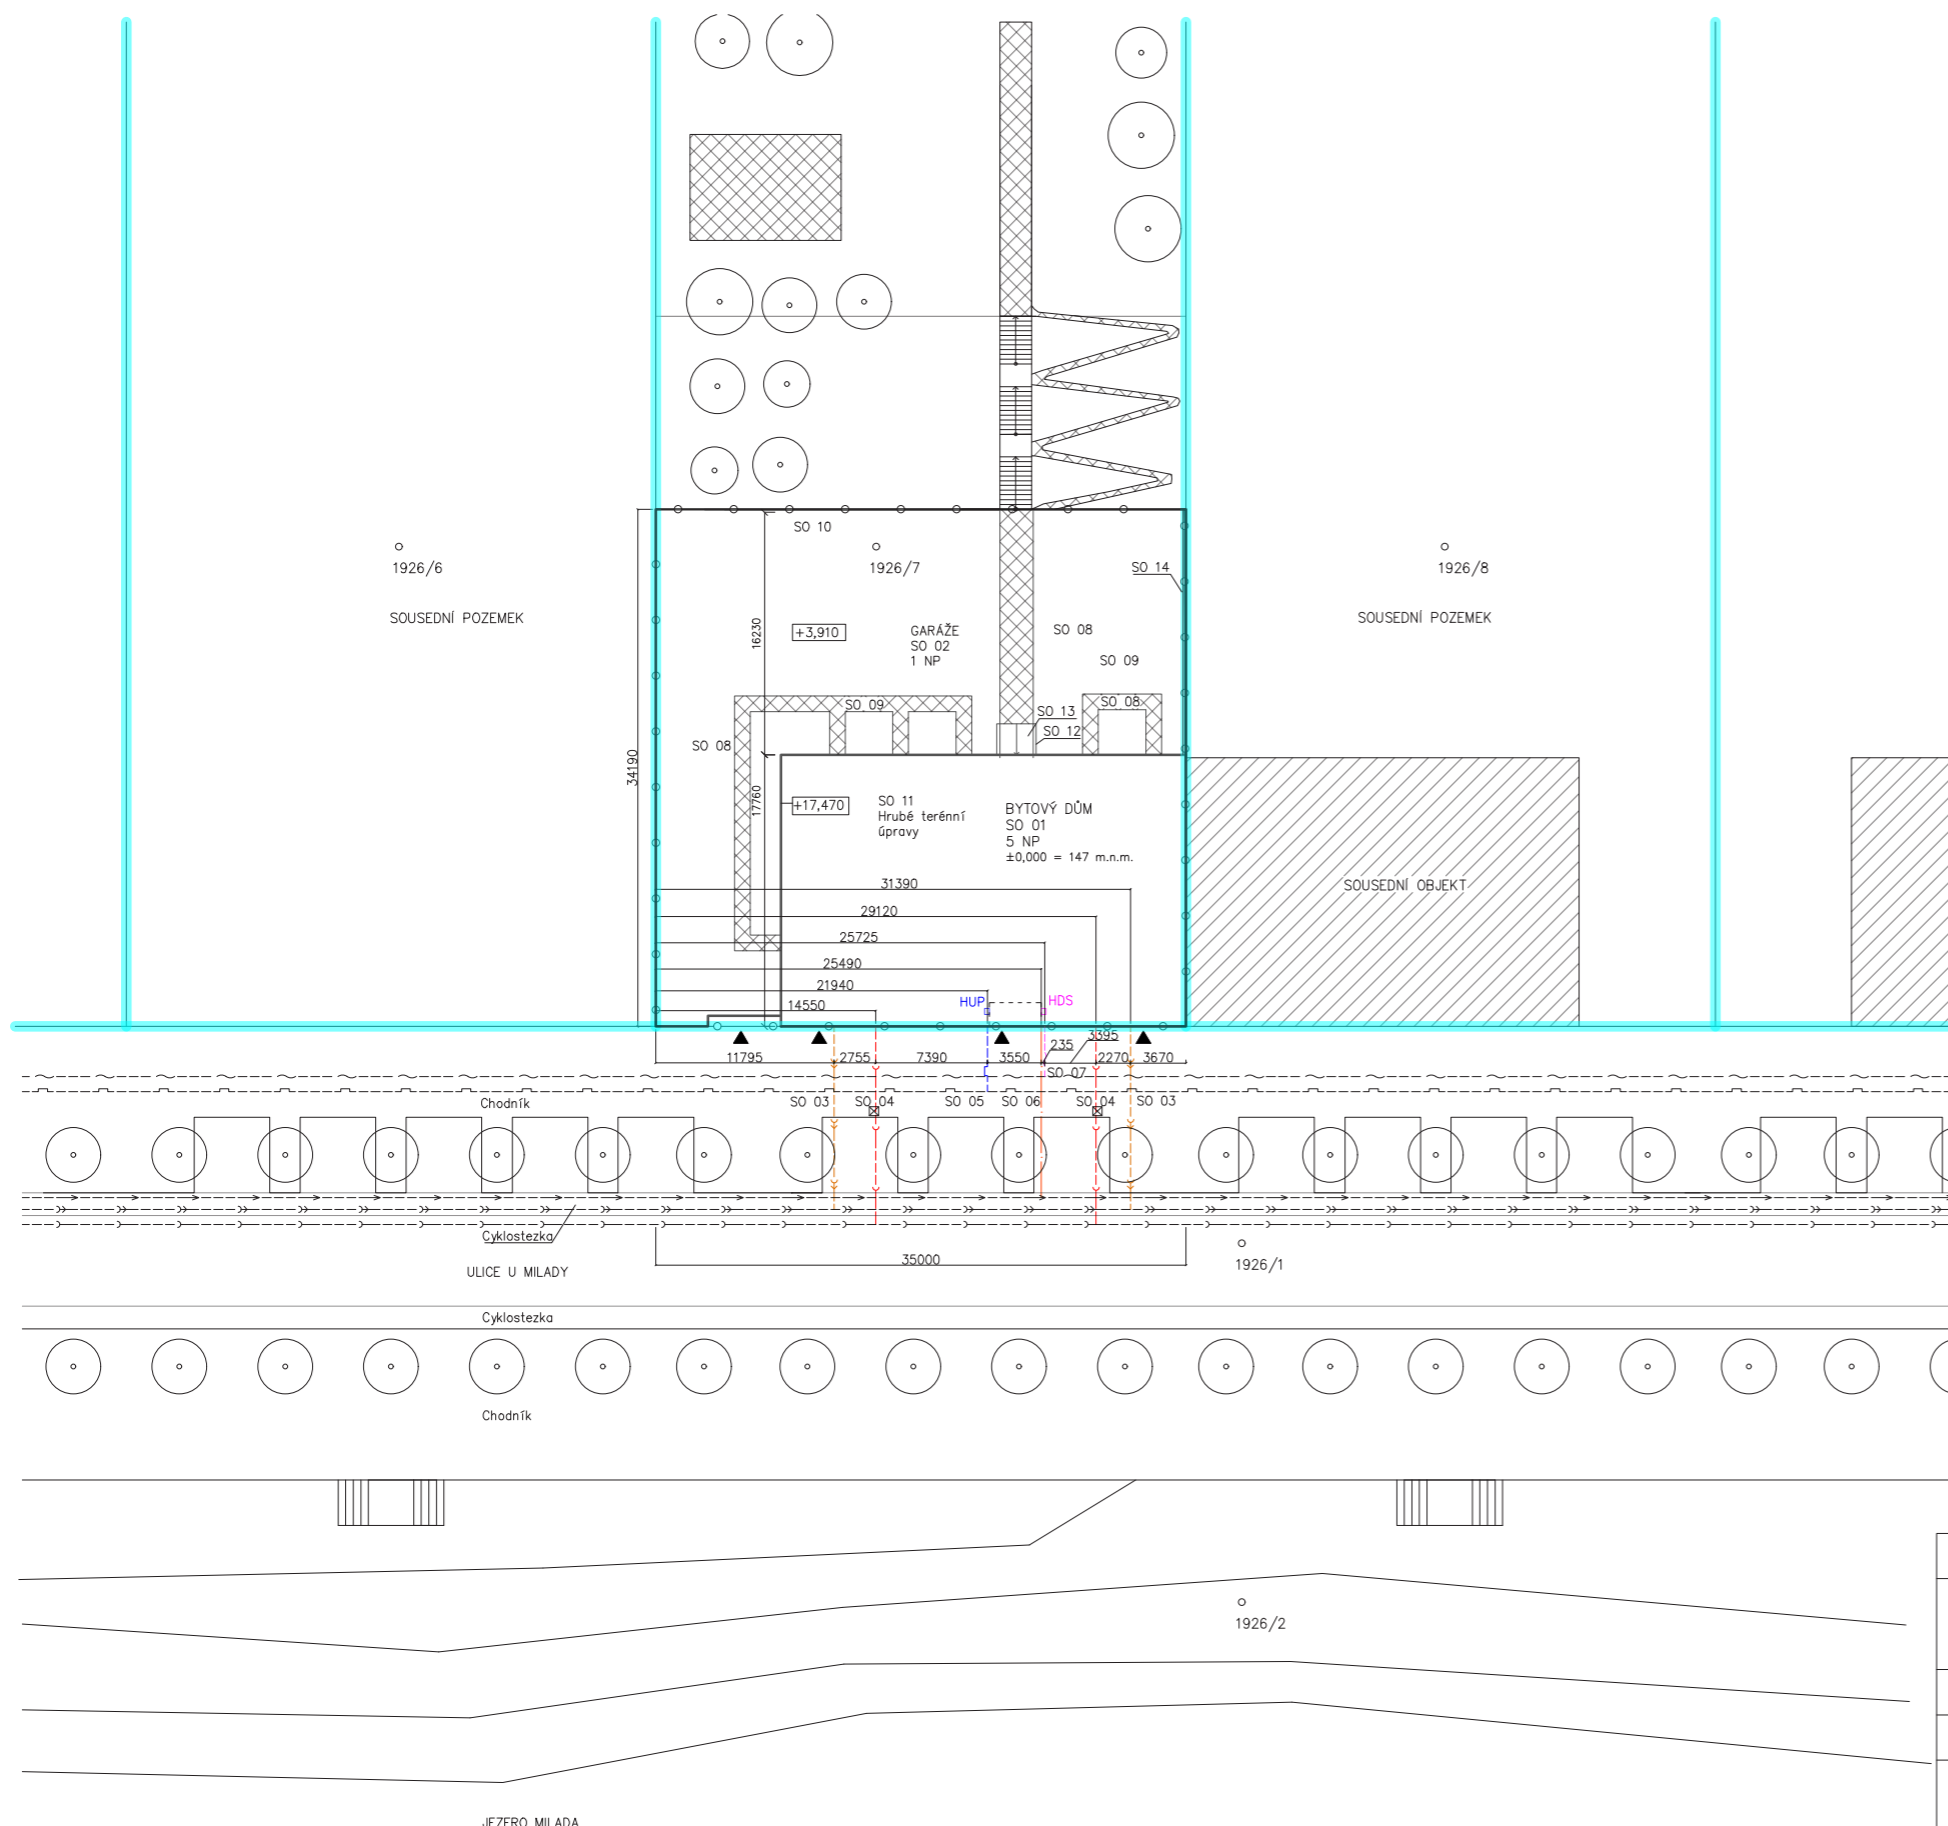 SO 10
1926/6
1926/7
SO 14
1926/8
SOUSEDNÍ POZEMEK
SOUSEDNÍ POZEMEK
16230
+3,910
GARÁŽE
SO 02
1 NP
SO 08
SO 09
SO 09
SO 08
SO 13
SO 12
SO 08
34190
17760
+17,470
SO 11
Hrubé terénní
úpravy
BYTOVÝ DŮM
SO 01
5 NP
±0,000 = 147 m.n.m.
SOUSEDNÍ OBJEKT
31390
29120
25725
25490
21940
14550
HUP
HDS
11795
2755
7390
3550
235
3395
2270
3670
SO 07
Chodník
SO 03
SO 04
SO 05
SO 06
SO 04
SO 03
Cyklostezka
35000
1926/1
ULICE U MILADY
Cyklostezka
Chodník
1926/2
JEZERO MILADA